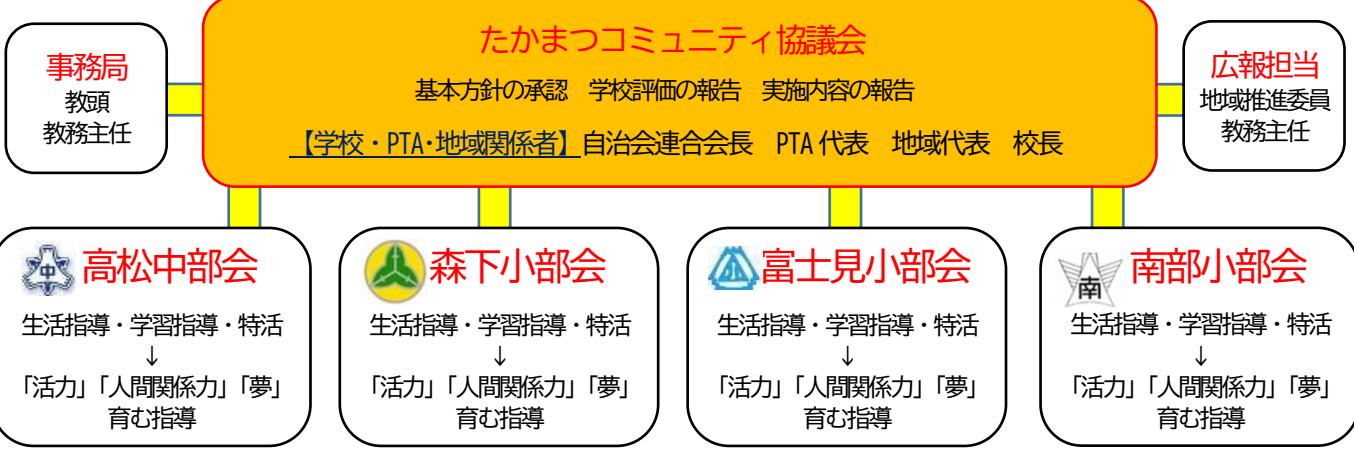 たかまつコミュニティ協議会
基本方針の承認　学校評価の報告　実施内容の報告
【学校・PTA・地域関係者】自治会連合会長　PTA代表　地域代表　校長
事務局
教頭
教務主任
広報担当
地域推進委員
教務主任
中
高松中部会
生活指導・学習指導・特活
↓
「活力」「人間関係力」「夢」
育む指導
森下小部会
生活指導・学習指導・特活
↓
「活力」「人間関係力」「夢」
育む指導
富士見小部会
生活指導・学習指導・特活
↓
「活力」「人間関係力」「夢」
育む指導
南
南部小部会
生活指導・学習指導・特活
↓
「活力」「人間関係力」「夢」
育む指導